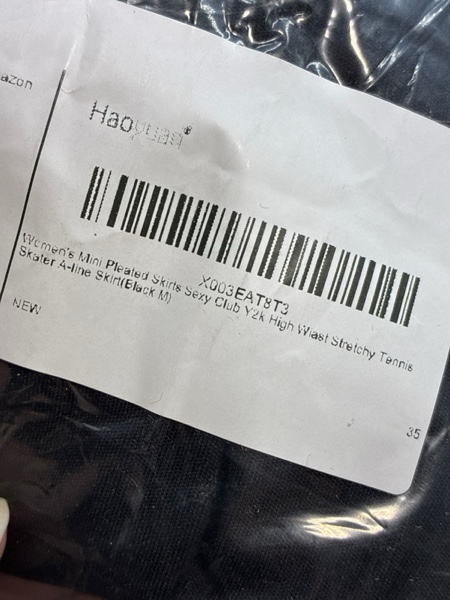 azon
Haoyuan®
X003EAT8T3
Women's Mini Pleated Skirts Sexy Club Y2k High Wiast Stretchy Tennis
Skater A-line Skirt(Black M)
NEW
35